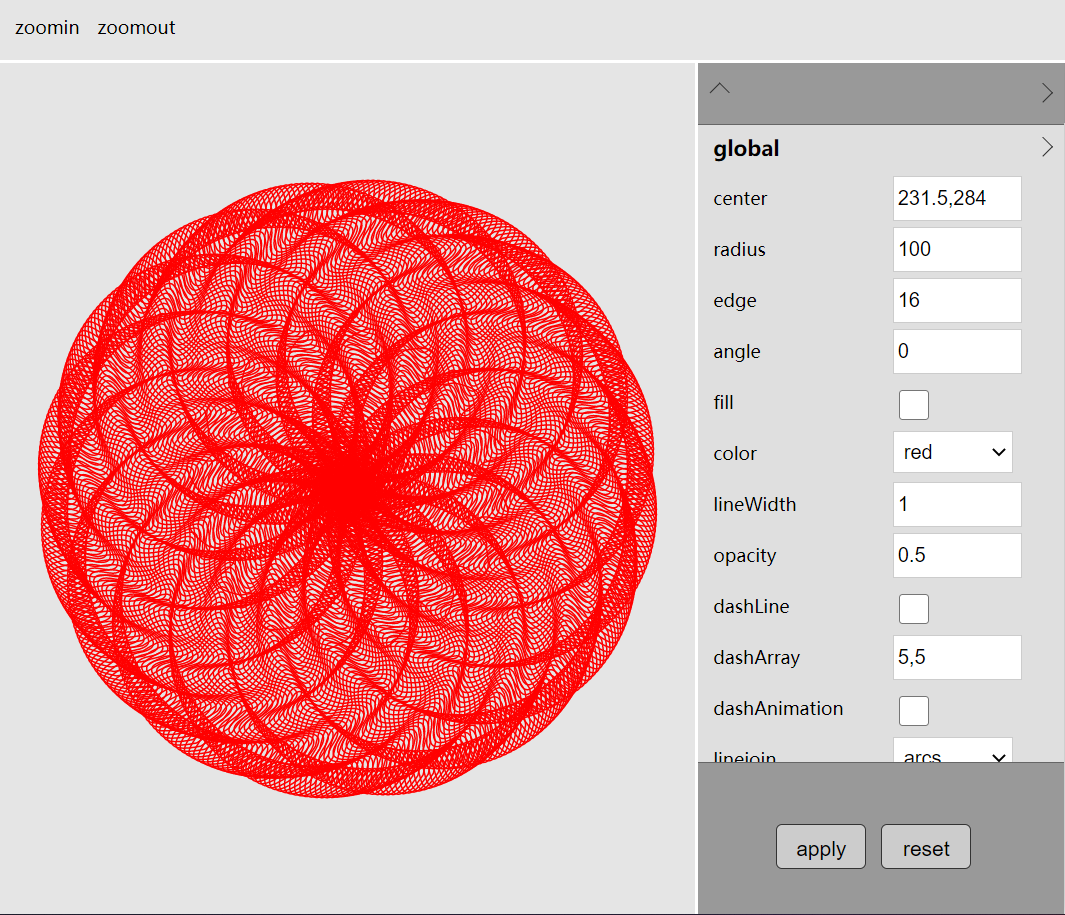 zoomin zoomout
global
center 231.5,284
radius 100
edge 16
angle 0
fill
color red
lineWidth 1
opacity 0.5
dashLine
dashArray 5,5
dashAnimation
linejoin arcs
apply reset